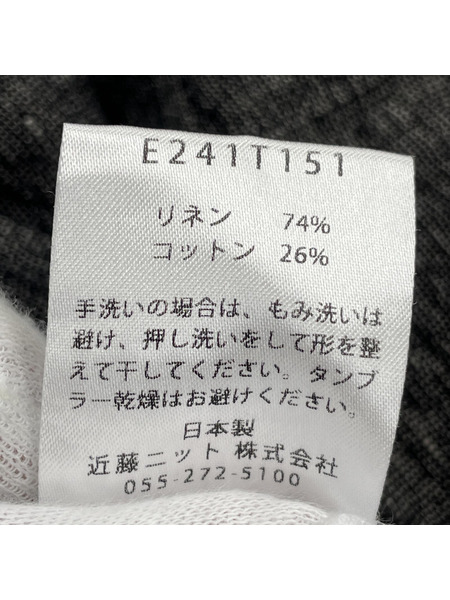 E241T151
リネン 74%
コットン 26%
手洗いの場合は、もみ洗いは
避け、押し洗いをして形を整
えて干してください。タンブ
ラー乾燥はお避けください。
日本製
近藤ニット 株式会社
055-272-5100